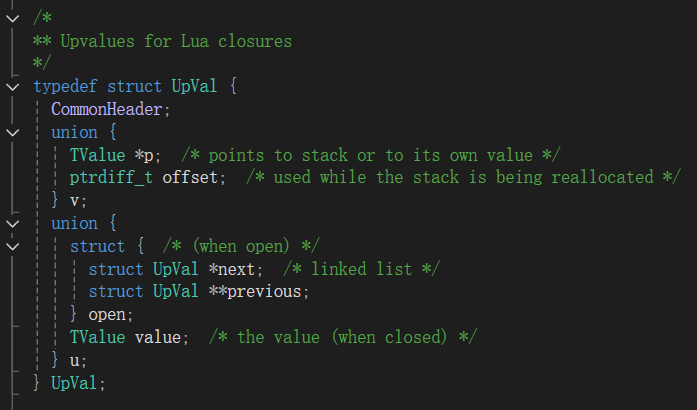 /*
** Upvalues for Lua closures
*/
typedef struct UpVal {
  CommonHeader;
  union {
    TValue *p;  /* points to stack or to its own value */
    ptrdiff_t offset;  /* used while the stack is being reallocated */
  } v;
  union {
    struct {  /* (when open) */
      struct UpVal *next;  /* linked list */
      struct UpVal **previous;
    } open;
    TValue value;  /* the value (when closed) */
  } u;
} UpVal;